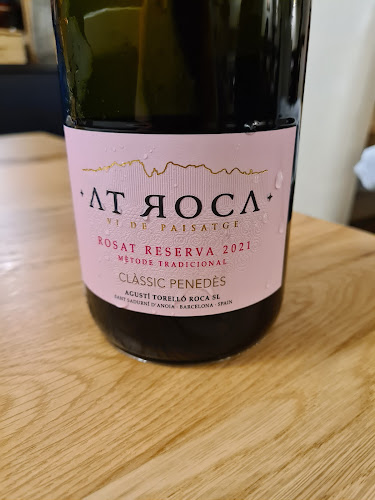 AT ROCA
VI DE PAISATGE
ROSAT RESERVA 2021
MÈTODE TRADICIONAL
CLÀSSIC PENEDÈS
AGUSTÍ TORELLÓ ROCA SL
SANT SADURNÍ D'ANOIA · BARCELONA · SPAIN